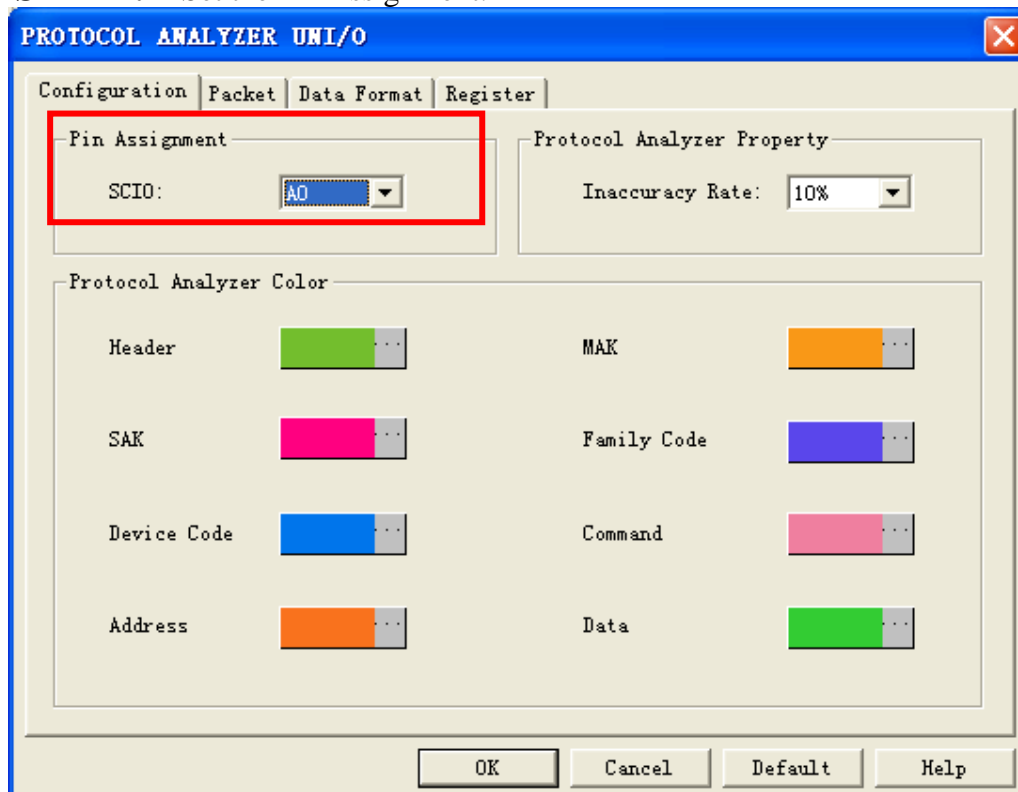 PROTOCOL ANALYZER UNI/O
Configuration Packet Data Format Register
Pin Assignment
SCIO: A0
Protocol Analyzer Property
Inaccuracy Rate: 10%
Protocol Analyzer Color
Header ... MAK ...
SAK ... Family Code ...
Device Code ... Command ...
Address ... Data ...
OK Cancel Default Help